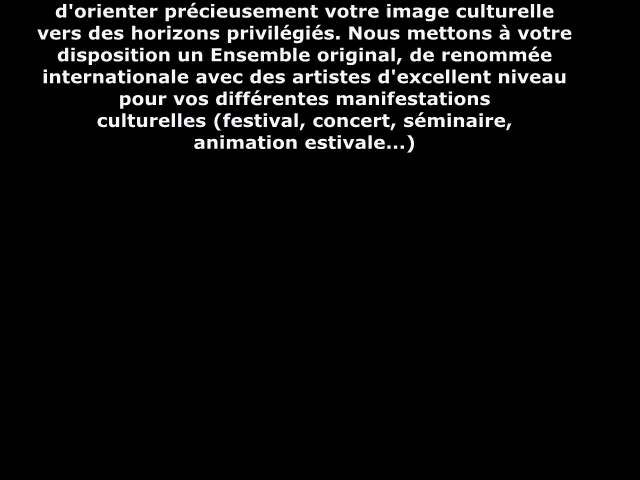 d'orienter précieusement votre image culturelle
vers des horizons privilégiés. Nous mettons à votre
disposition un Ensemble original, de renommée
internationale avec des artistes d'excellent niveau
pour vos différentes manifestations
culturelles (festival, concert, séminaire,
animation estivale...)